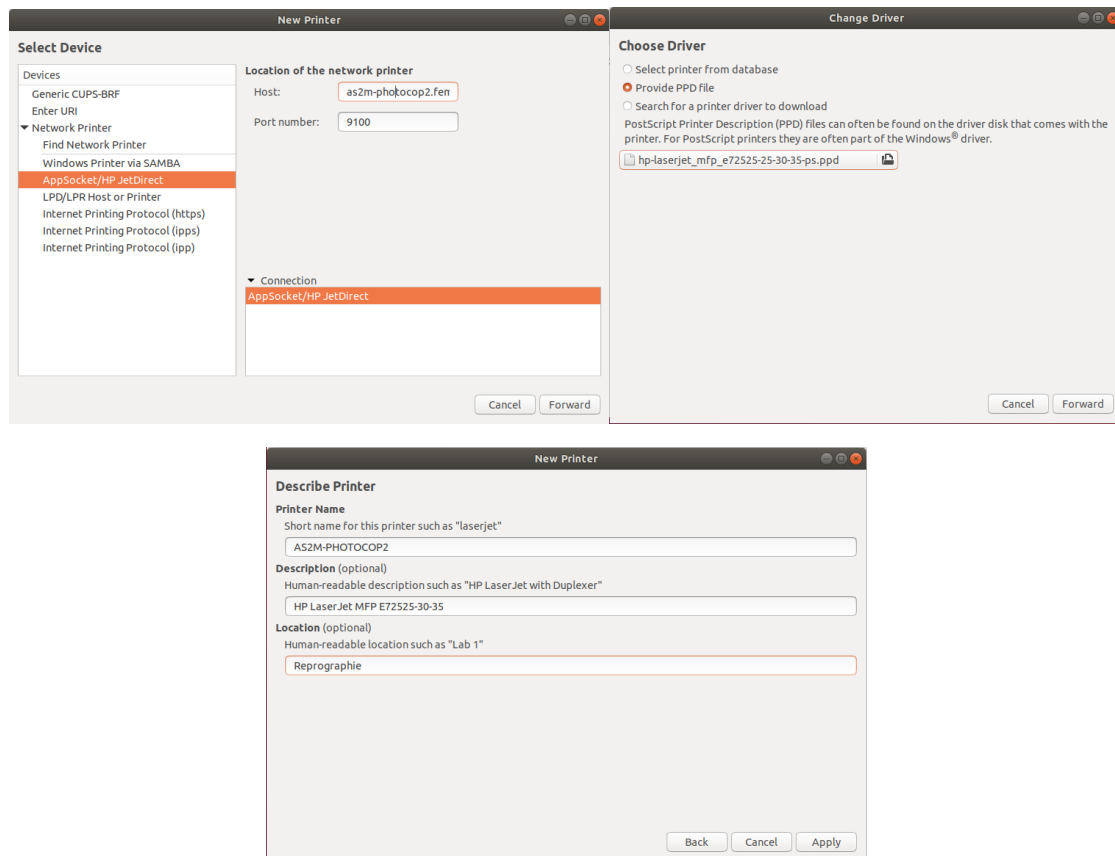 New Printer
Select Device
Devices
Generic CUPS-BRF
Enter URI
Network Printer
Find Network Printer
Windows Printer via SAMBA
AppSocket/HP JetDirect
LPD/LPR Host or Printer
Internet Printing Protocol (https)
Internet Printing Protocol (ipps)
Internet Printing Protocol (ipp)
Location of the network printer
Host: as2m-photocop2.fem
Port number: 9100
Connection
AppSocket/HP JetDirect
Cancel Forward
Change Driver
Choose Driver
Select printer from database
Provide PPD file
Search for a printer driver to download
PostScript Printer Description (PPD) files can often be found on the driver disk that comes with the
printer. For PostScript printers they are often part of the Windows® driver.
hp-laserjet_mfp_e72525-25-30-35-ps.ppd
Cancel Forward
New Printer
Describe Printer
Printer Name
Short name for this printer such as "laserjet"
AS2M-PHOTOCOP2
Description (optional)
Human-readable description such as "HP LaserJet with Duplexer"
HP LaserJet MFP E72525-30-35
Location (optional)
Human-readable location such as "Lab 1"
Reprographie
Back Cancel Apply